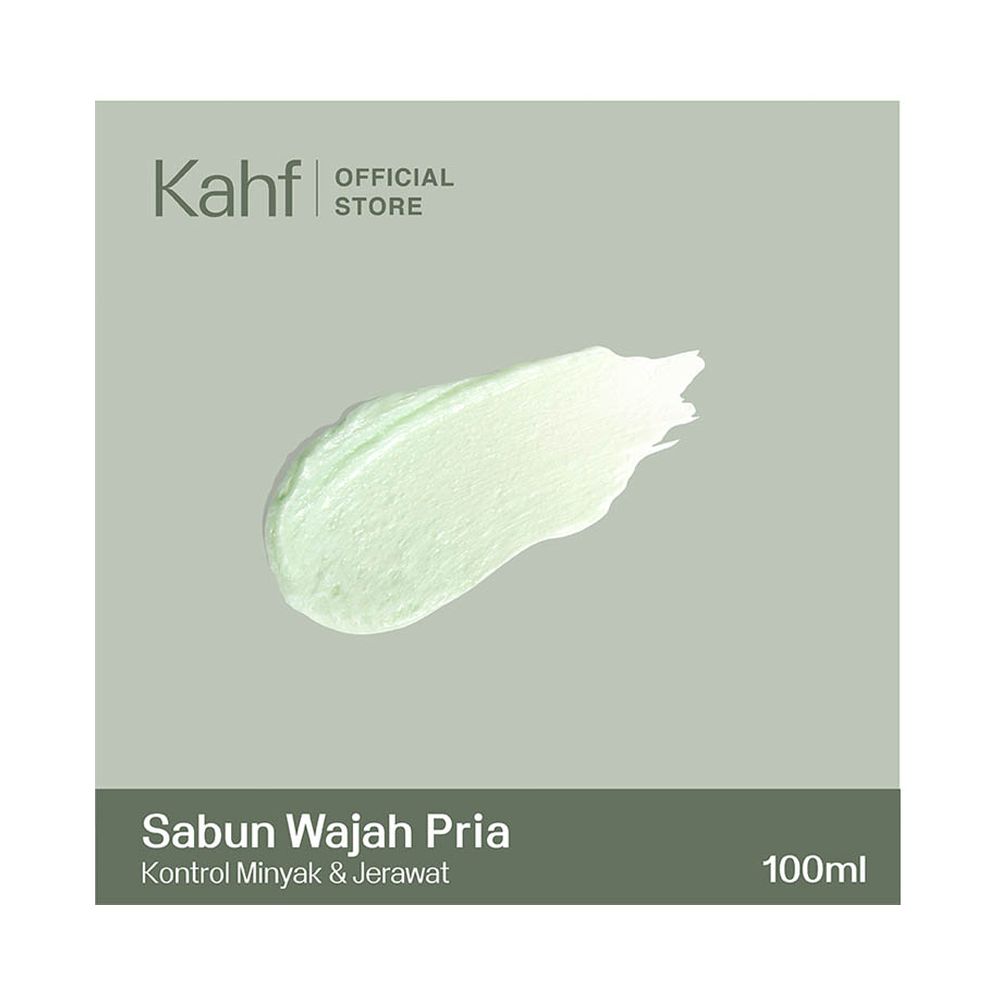 Kahf
OFFICIAL
STORE
Sabun Wajah Pria
Kontrol Minyak & Jerawat
100ml